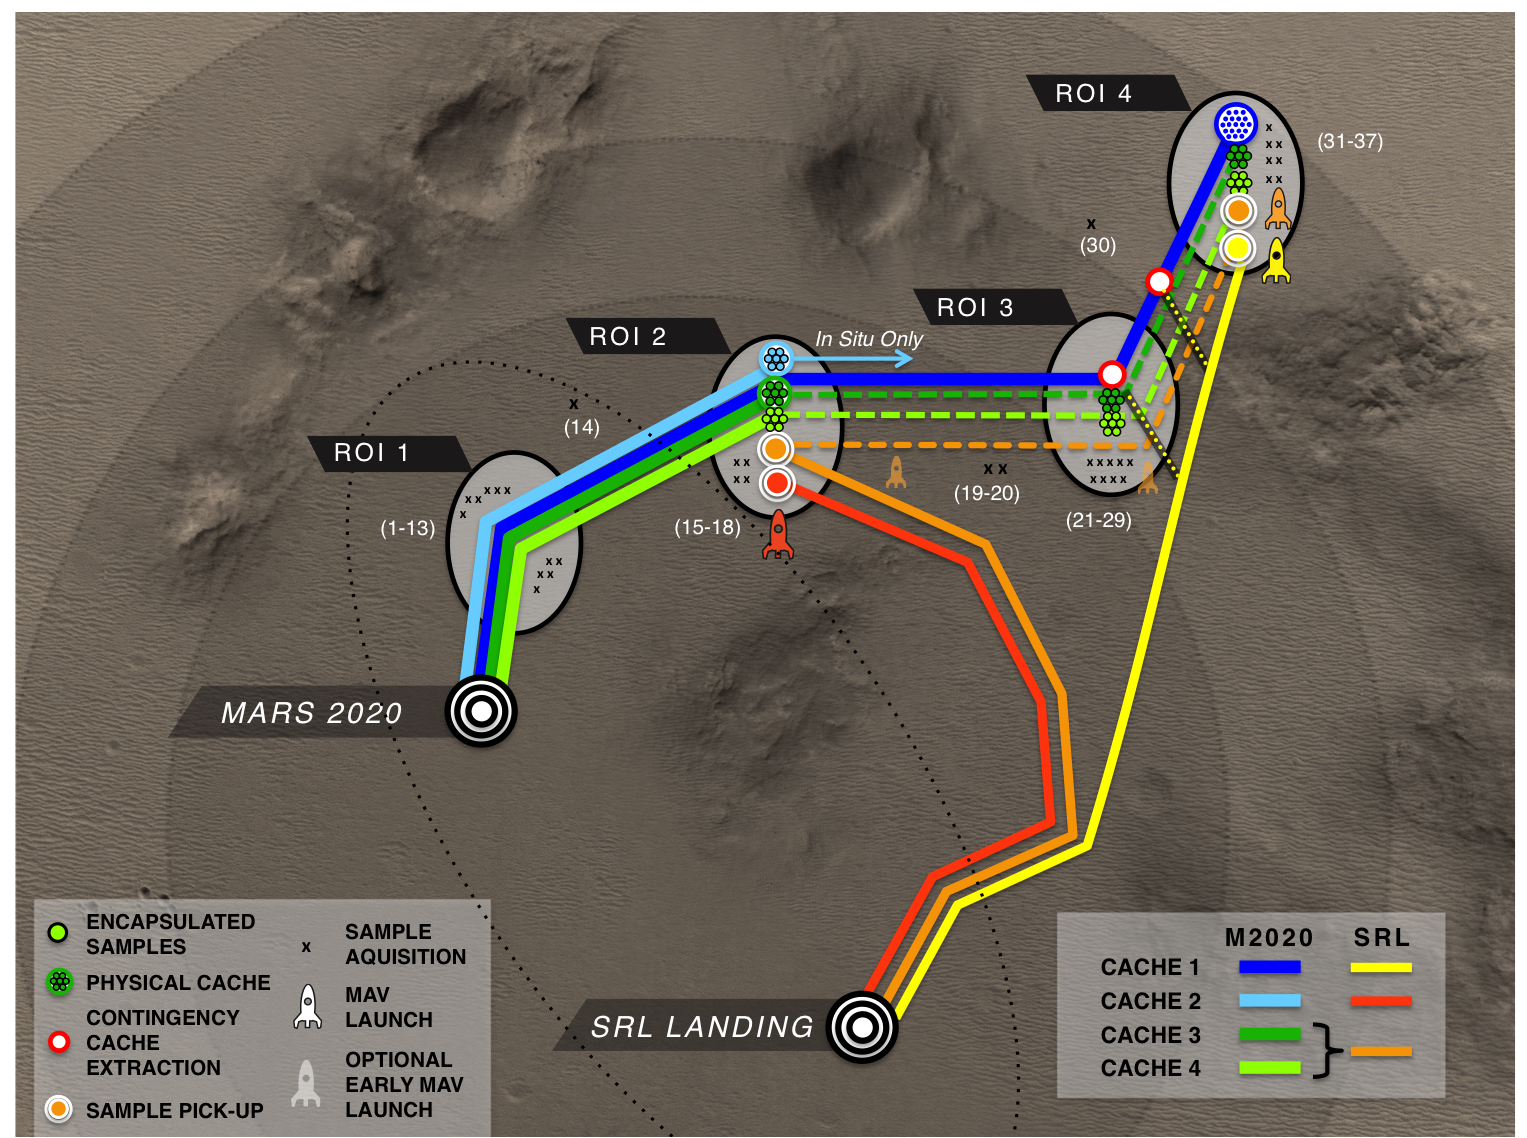 ROI 4
(31-37)
x
(30)
ROI 3
In Situ Only
ROI 2
x
(14)
ROI 1
(1-13)
(15-18)
x x
(19-20)
(21-29)
MARS 2020
SRL LANDING
ENCAPSULATED
SAMPLES
PHYSICAL CACHE
CONTINGENCY
CACHE
EXTRACTION
SAMPLE PICK-UP
x
SAMPLE
AQUISITION
MAV
LAUNCH
OPTIONAL
EARLY MAV
LAUNCH
M2020 SRL
CACHE 1
CACHE 2
CACHE 3
CACHE 4